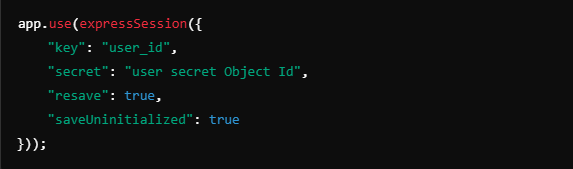 app.use(expressSession({
    "key": "user_id",
    "secret": "user secret Object Id",
    "resave": true,
    "saveUninitialized": true
}));